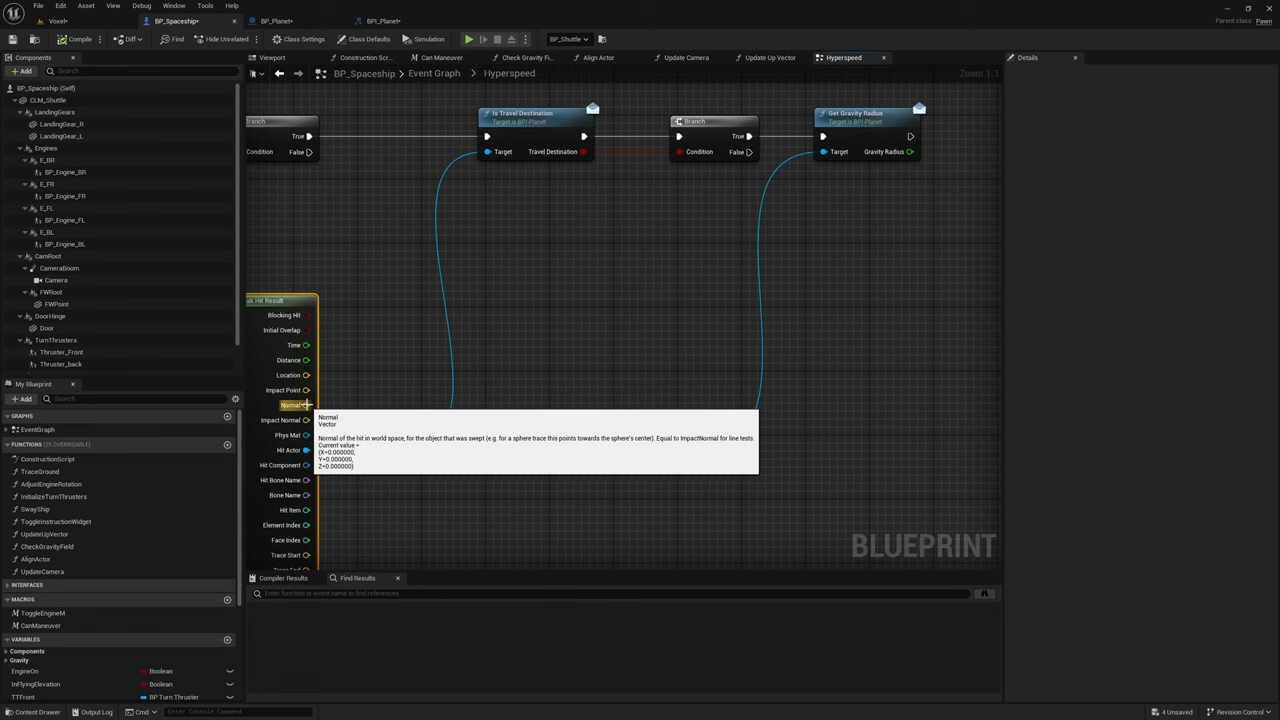 File Edit Asset View Debug Window Tools Help
Voxel• BP_Spaceship• BP_Planet• BPI_Planet• Parent class: Pawn
Compile Diff Find Hide Unrelated Class Settings Class Defaults Simulation BP_Shuttle
Components
Add Search
BP_Spaceship (Self)
CLM_Shuttle
LandingGears
LandingGear_R
LandingGear_L
Engines
E_BR
BP_Engine_BR
E_FR
BP_Engine_FR
E_FL
BP_Engine_FL
E_BL
BP_Engine_BL
CamRoot
CameraBoom
Camera
FWRoot
FWPoint
DoorHinge
Door
TurnThrusters
Thruster_Front
Thruster_back
My Blueprint
Add Search
GRAPHS
EventGraph
FUNCTIONS (25 OVERRIDABLE)
ConstructionScript
TraceGround
AdjustEngineRotation
InitializeTurnThrusters
SwayShip
ToggleInstructionWidget
UpdateUpVector
CheckGravityField
AlignActor
UpdateCamera
INTERFACES
MACROS
ToggleEngineM
CanManeuver
VARIABLES
Components
Gravity
EngineOn Boolean
InFlyingElevation Boolean
TTFront BP Turn Thruster
Viewport Construction Scr... Can Maneuver Check Gravity Fi... Align Actor Update Camera Update Up Vector Hyperspeed
BP_Spaceship > Event Graph > Hyperspeed Zoom 1:1
Branch
True
Condition False
Is Travel Destination
Target is BPI Planet
Target Travel Destination
Branch
True
Condition False
Get Gravity Radius
Target is BPI Planet
Target Gravity Radius
ak Hit Result
Blocking Hit
Initial Overlap
Time
Distance
Location
Impact Point
Normal
Impact Normal
Phys Mat
Hit Actor
Hit Component
Hit Bone Name
Bone Name
Hit Item
Element Index
Face Index
Trace Start
Trace End
Normal
Vector
Normal of the hit in world space, for the object that was swept (e.g. for a sphere trace this points towards the sphere's center). Equal to ImpactNormal for line tests.
Current value =
(X=0.000000,
Y=0.000000,
Z=0.000000)
BLUEPRINT
Compiler Results Find Results
Enter function or event name to find references...
Details
Content Drawer Output Log Cmd Enter Console Command 4 Unsaved Revision Control